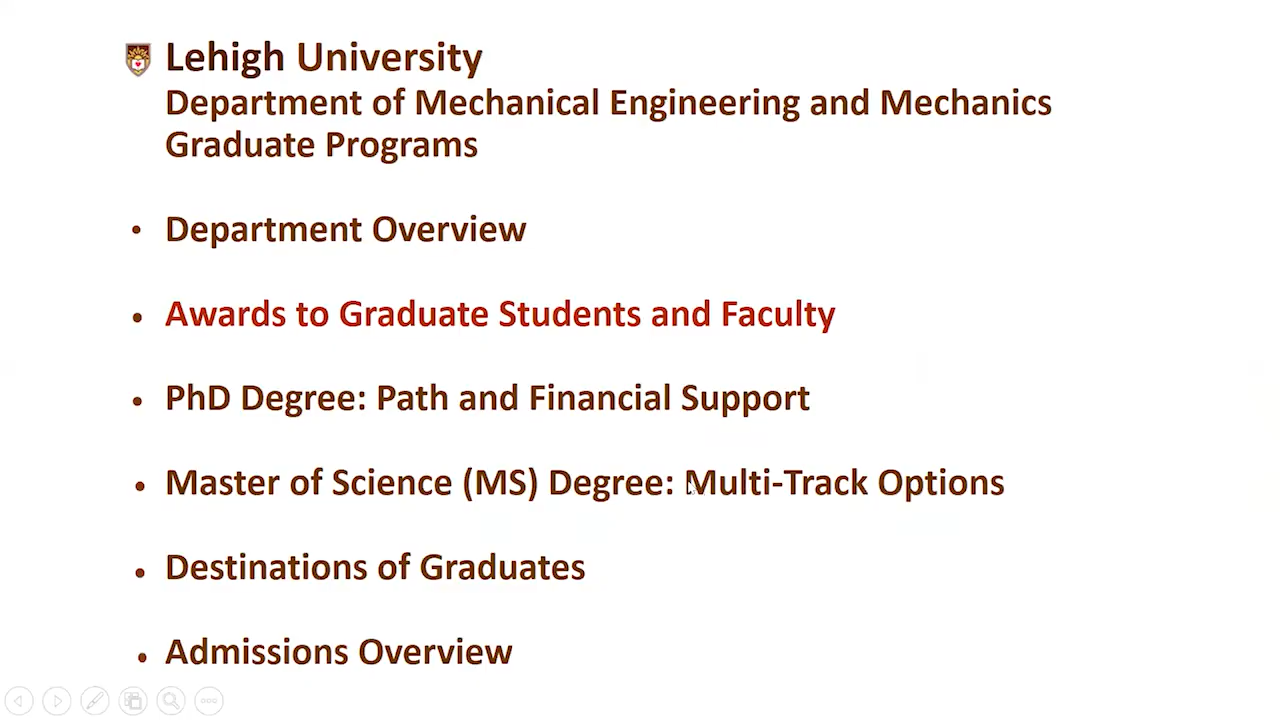 Lehigh University
Department of Mechanical Engineering and Mechanics
Graduate Programs
• Department Overview
• Awards to Graduate Students and Faculty
• PhD Degree: Path and Financial Support
• Master of Science (MS) Degree: Multi-Track Options
• Destinations of Graduates
• Admissions Overview